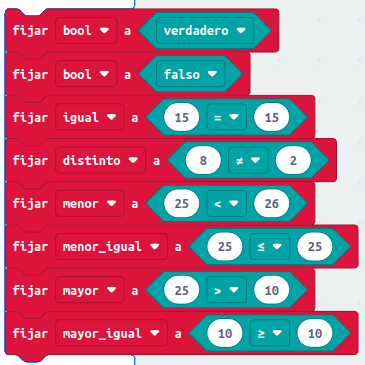 fijar bool a verdadero
fijar bool a falso
fijar igual a 15 = 15
fijar distinto a 8 ≠ 2
fijar menor a 25 < 26
fijar menor_igual a 25 ≤ 25
fijar mayor a 25 > 10
fijar mayor_igual a 10 ≥ 10